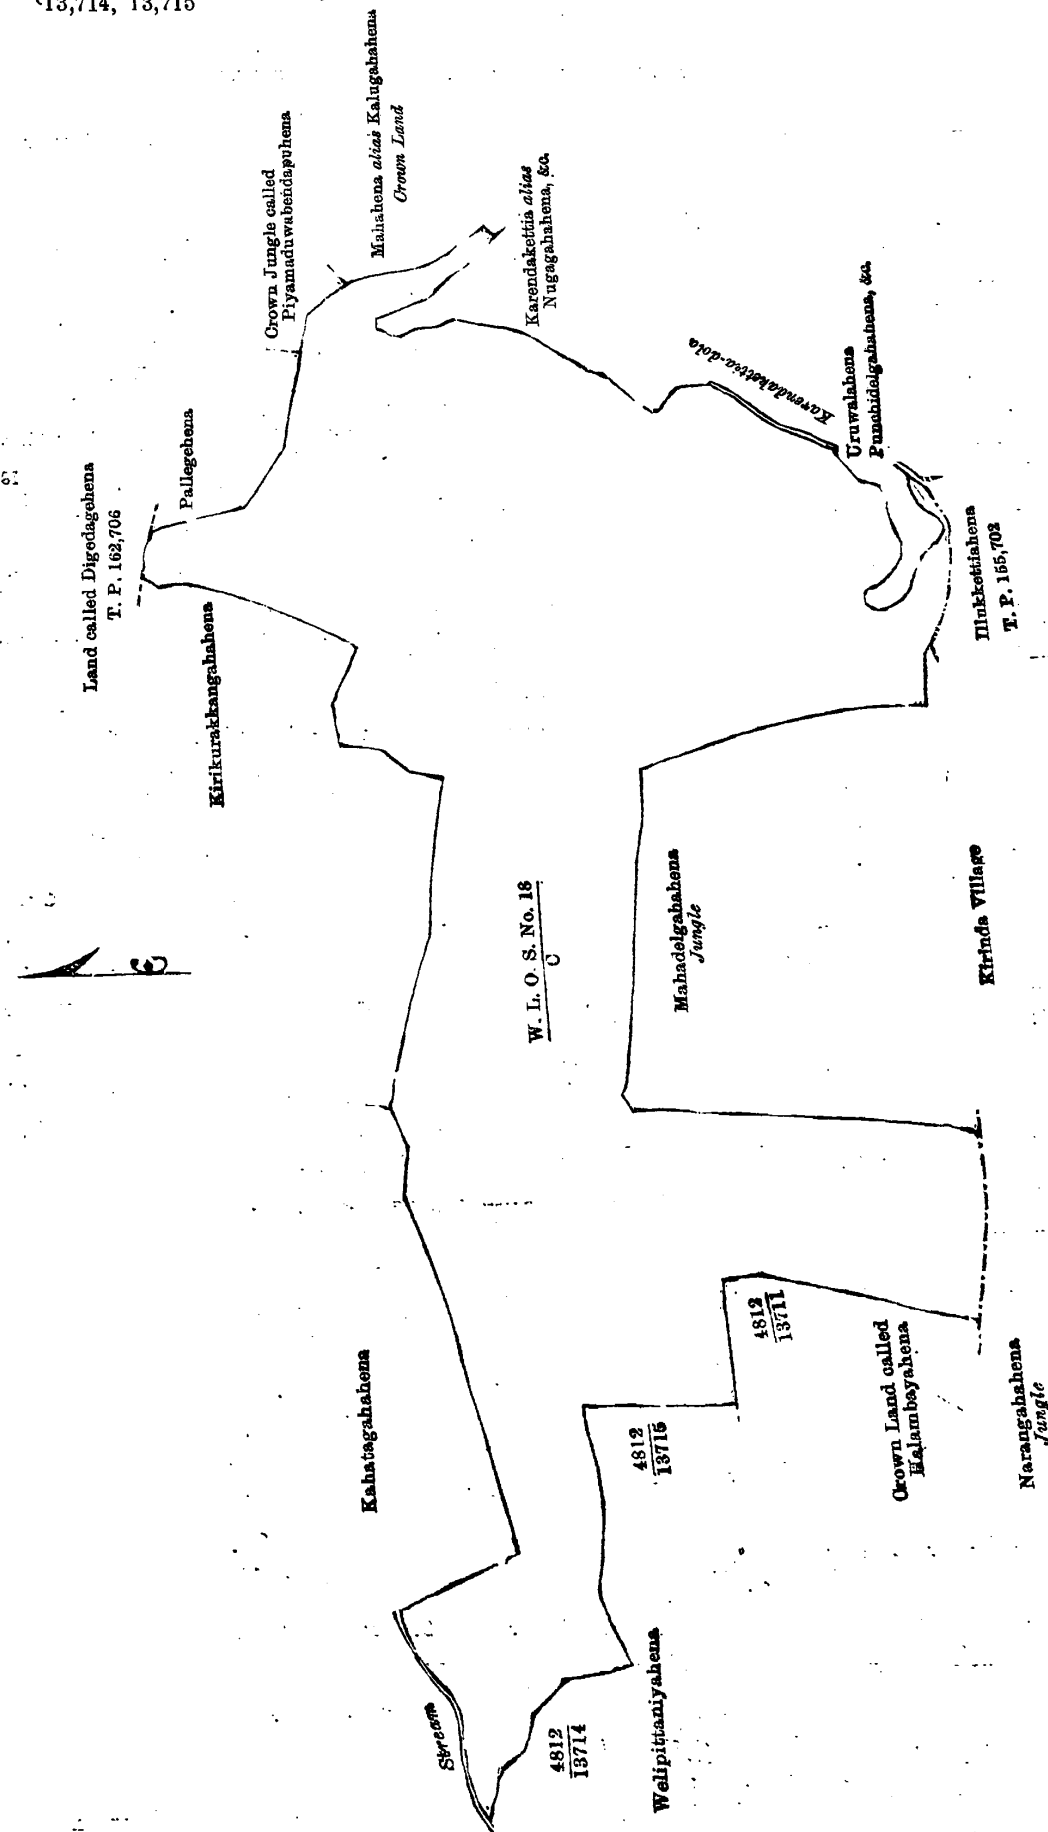 13,714, 13,715
Land called Digedagehena
T. P. 162,706
Pallegehena
Crown Jungle called
Piyamaduwabendapuhena
Mahahena alias Kalugahahena
Crown Land
Karendakettia alias
Nugagahahena, &c.
Karendakettia-dola
Uruwalahena
Punchidelgahahena, &c.
Illukkettiahena
T. P. 155,702
Kirikurakkangahahena
W. L. O. S. No. 18
C
Mahadelgahahena
Jungle
Kirinda Village
Kahatagahahena
4812
13711
4812
13715
Crown Land called
Halambayahena
Narangahahena
Jungle
Stream
4812
13714
Welipittaniyahena